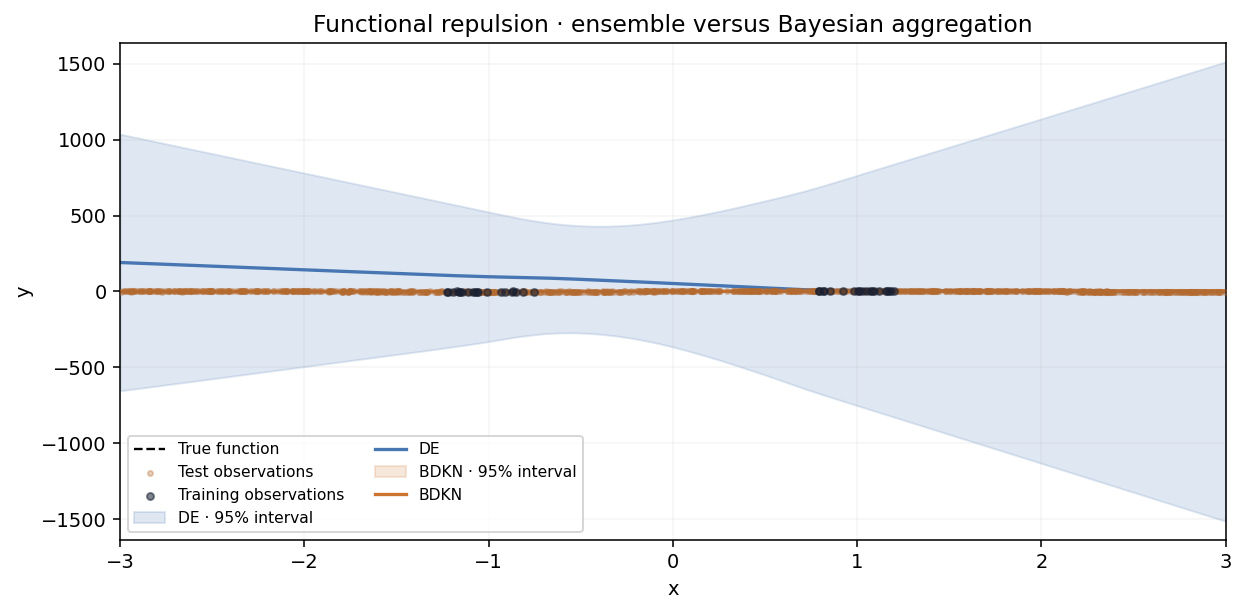 Functional repulsion · ensemble versus Bayesian aggregation
1500
1000
500
0
−500
−1000
−1500
y
True function
Test observations
Training observations
DE · 95% interval
DE
BDKN · 95% interval
BDKN
−3
−2
−1
0
1
2
3
x